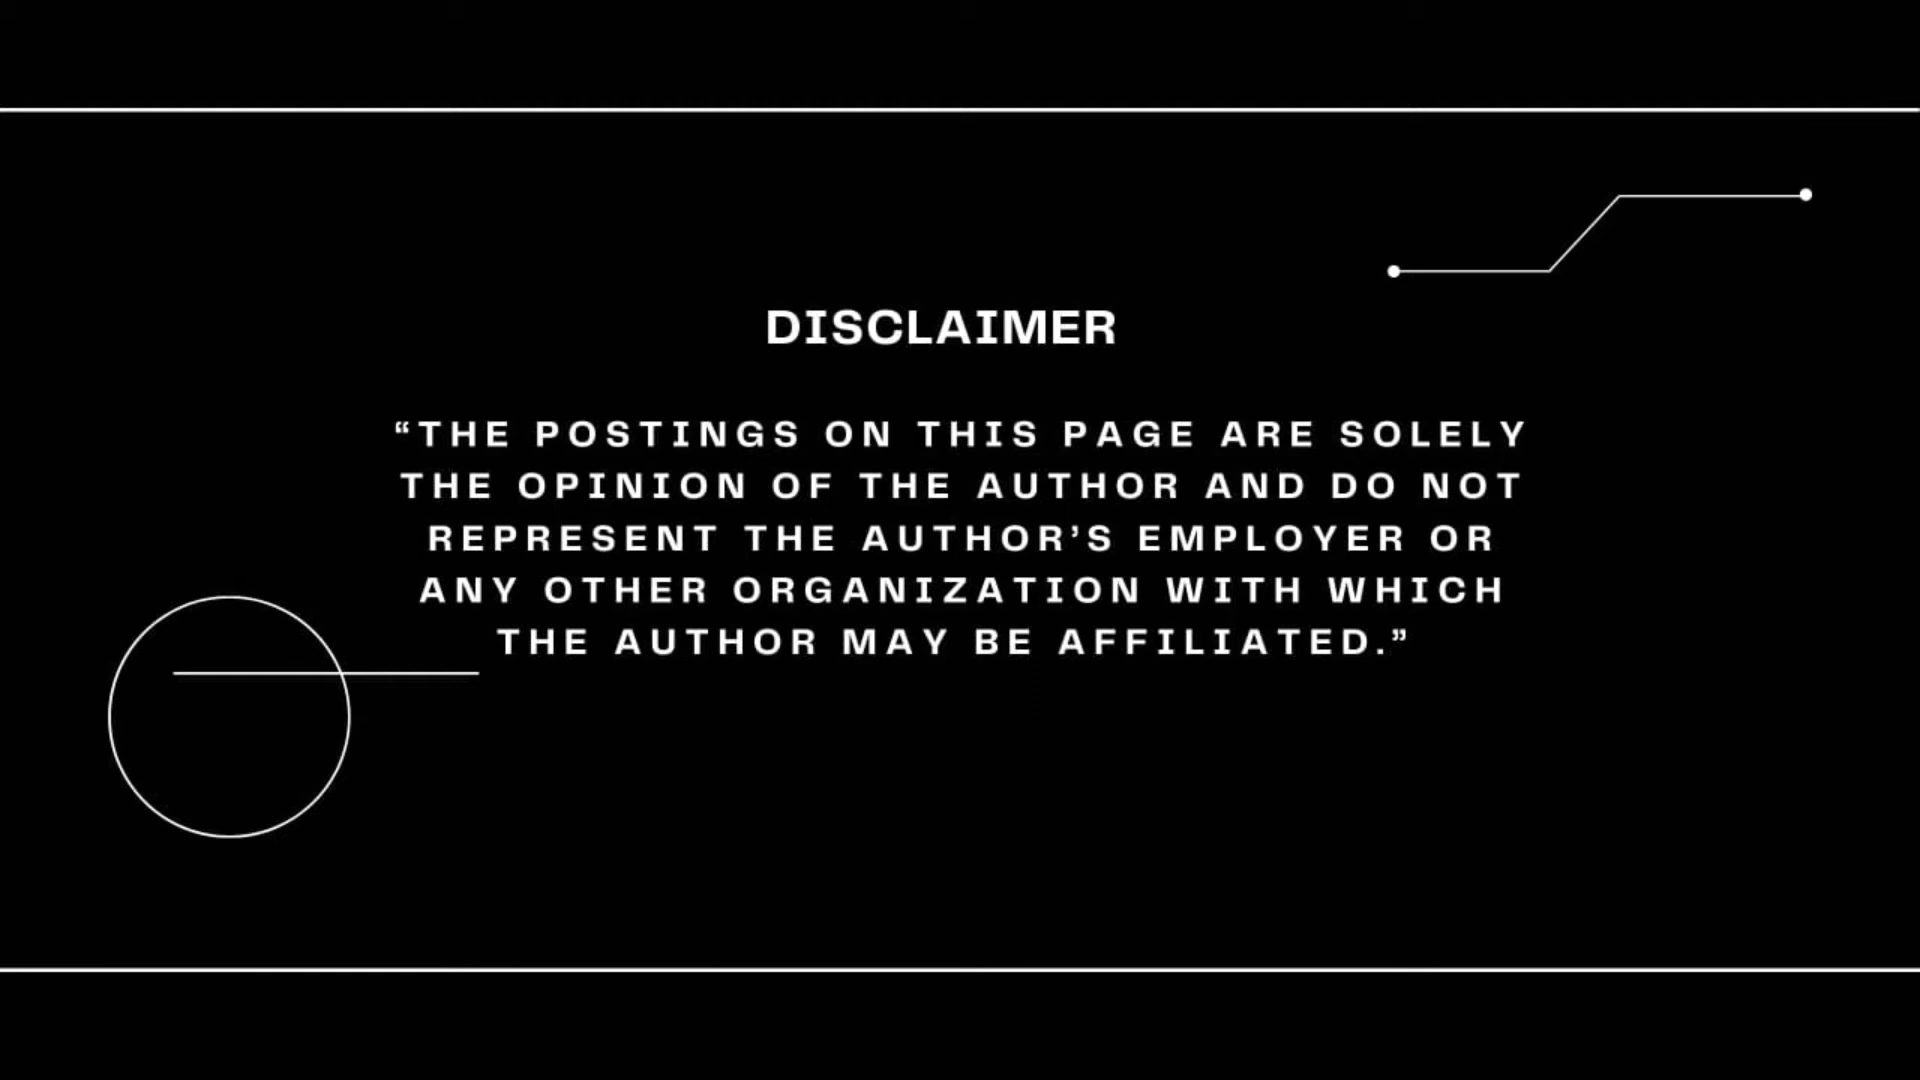 DISCLAIMER
“THE POSTINGS ON THIS PAGE ARE SOLELY
THE OPINION OF THE AUTHOR AND DO NOT
REPRESENT THE AUTHOR’S EMPLOYER OR
ANY OTHER ORGANIZATION WITH WHICH
THE AUTHOR MAY BE AFFILIATED.”